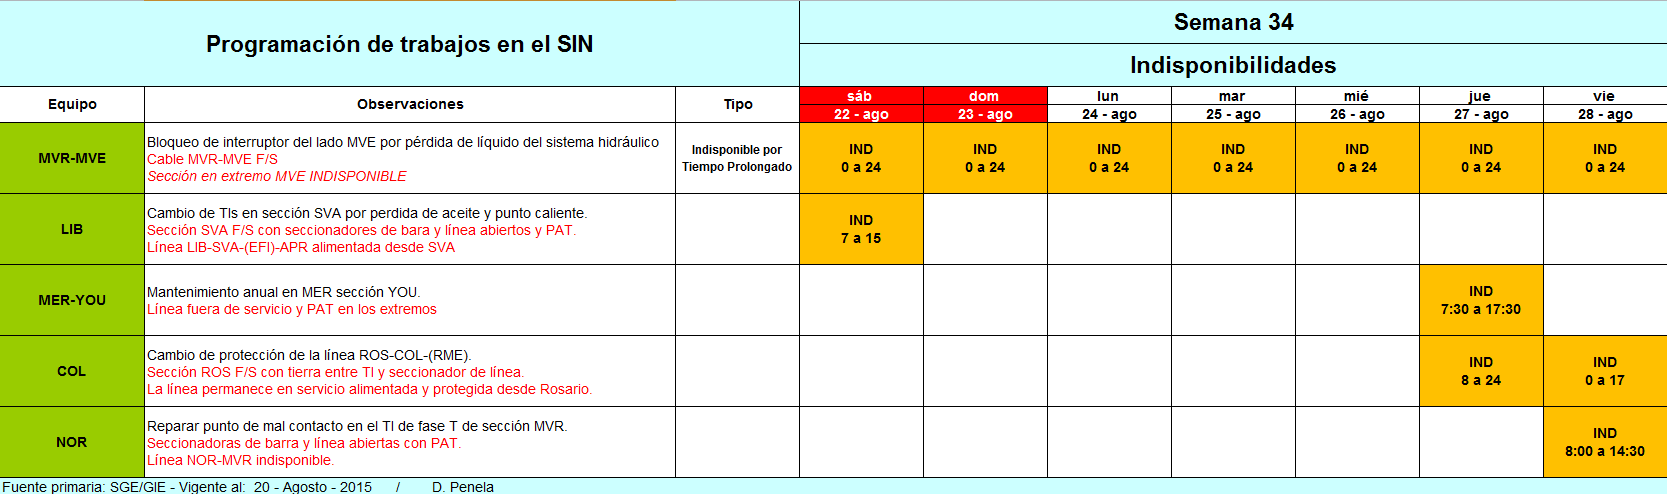 Programación de trabajos en el SIN
Semana 34
Indisponibilidades
Equipo Observaciones Tipo sáb dom lun mar mié jue vie
22 - ago 23 - ago 24 - ago 25 - ago 26 - ago 27 - ago 28 - ago
MVR-MVE
Bloqueo de interruptor del lado MVE por pérdida de líquido del sistema hidráulico
Cable MVR-MVE F/S
Sección en extremo MVE INDISPONIBLE
Indisponible por
Tiempo Prolongado
IND IND IND IND IND IND IND
0 a 24 0 a 24 0 a 24 0 a 24 0 a 24 0 a 24 0 a 24
LIB
Cambio de TIs en sección SVA por perdida de aceite y punto caliente.
Sección SVA F/S con seccionadores de bara y línea abiertos y PAT.
Línea LIB-SVA-(EFI)-APR alimentada desde SVA
IND
7 a 15
MER-YOU
Mantenimiento anual en MER sección YOU.
Línea fuera de servicio y PAT en los extremos
IND
7:30 a 17:30
COL
Cambio de protección de la línea ROS-COL-(RME).
Sección ROS F/S con tierra entre TI y seccionador de línea.
La línea permanece en servicio alimentada y protegida desde Rosario.
IND IND
8 a 24 0 a 17
NOR
Reparar punto de mal contacto en el TI de fase T de sección MVR.
Seccionadoras de barra y línea abiertas con PAT.
Línea NOR-MVR indisponible.
IND
8:00 a 14:30
Fuente primaria: SGE/GIE - Vigente al: 20 - Agosto - 2015 / D. Penela